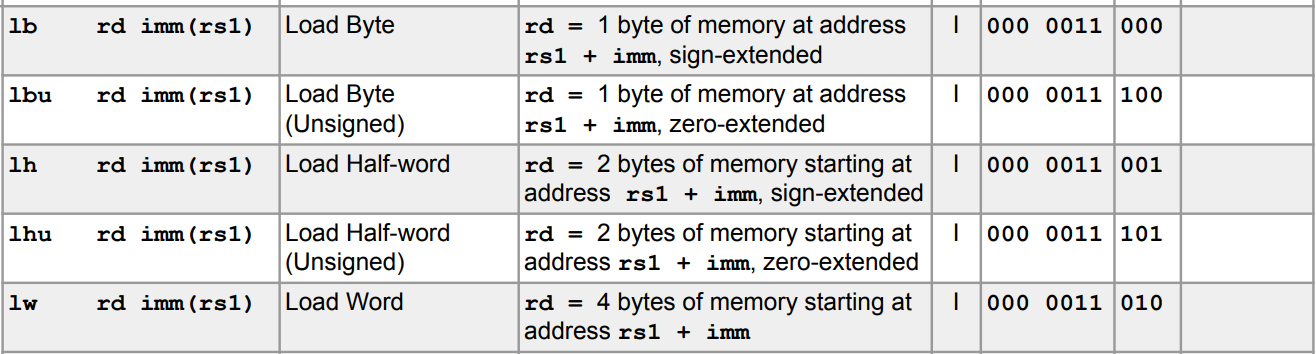 lb rd imm(rs1) Load Byte rd = 1 byte of memory at address I 000 0011 000
rs1 + imm, sign-extended
lbu rd imm(rs1) Load Byte rd = 1 byte of memory at address I 000 0011 100
(Unsigned) rs1 + imm, zero-extended
lh rd imm(rs1) Load Half-word rd = 2 bytes of memory starting at I 000 0011 001
address rs1 + imm, sign-extended
lhu rd imm(rs1) Load Half-word rd = 2 bytes of memory starting at I 000 0011 101
(Unsigned) address rs1 + imm, zero-extended
lw rd imm(rs1) Load Word rd = 4 bytes of memory starting at I 000 0011 010
address rs1 + imm